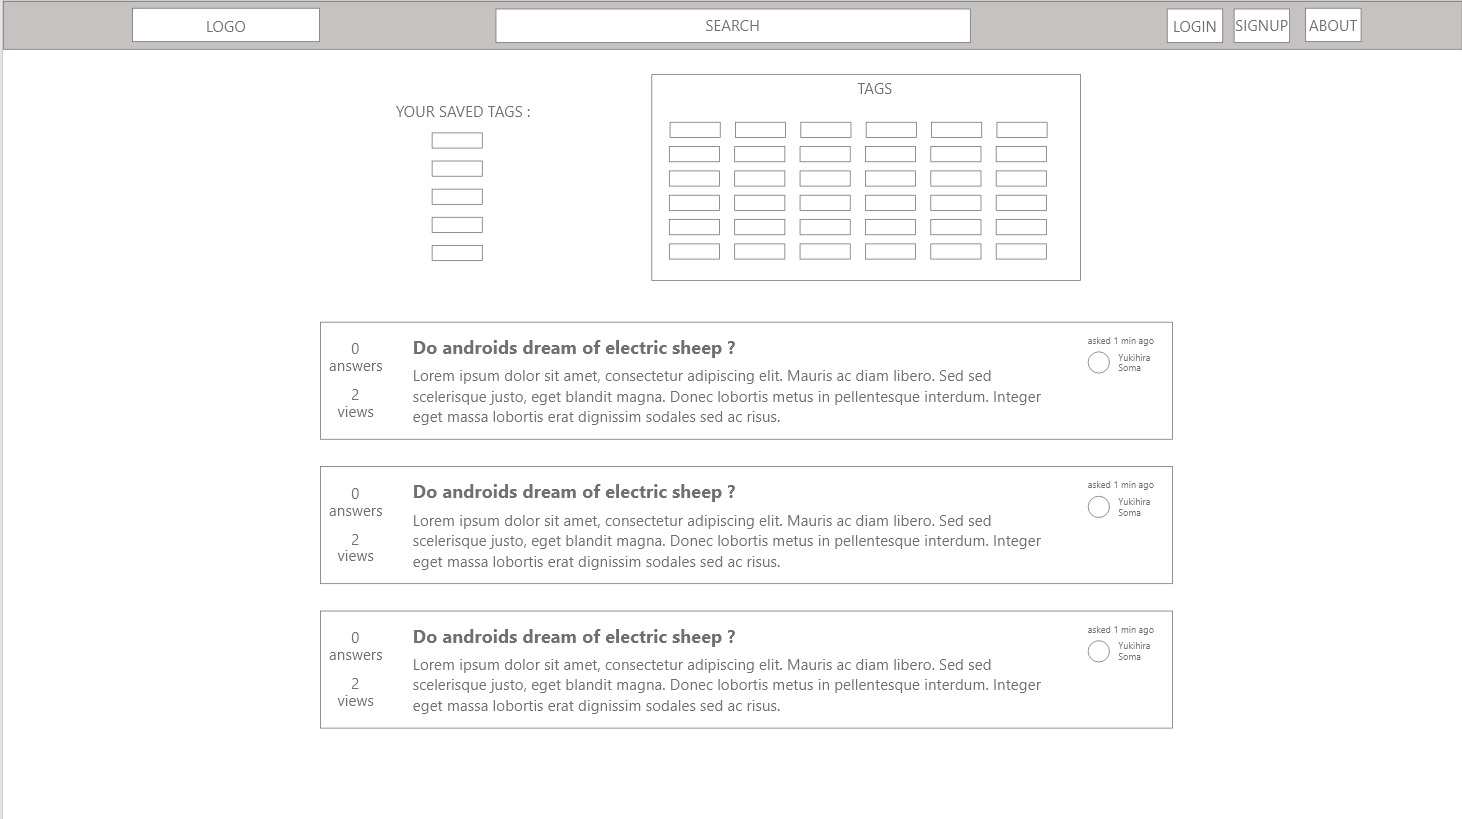 LOGO
SEARCH
LOGIN
SIGNUP
ABOUT
YOUR SAVED TAGS :
TAGS
0
answers
2
views
Do androids dream of electric sheep ?
Lorem ipsum dolor sit amet, consectetur adipiscing elit. Mauris ac diam libero. Sed sed
scelerisque justo, eget blandit magna. Donec lobortis metus in pellentesque interdum. Integer
eget massa lobortis erat dignissim sodales sed ac risus.
asked 1 min ago
Yukihira
Soma
0
answers
2
views
Do androids dream of electric sheep ?
Lorem ipsum dolor sit amet, consectetur adipiscing elit. Mauris ac diam libero. Sed sed
scelerisque justo, eget blandit magna. Donec lobortis metus in pellentesque interdum. Integer
eget massa lobortis erat dignissim sodales sed ac risus.
asked 1 min ago
Yukihira
Soma
0
answers
2
views
Do androids dream of electric sheep ?
Lorem ipsum dolor sit amet, consectetur adipiscing elit. Mauris ac diam libero. Sed sed
scelerisque justo, eget blandit magna. Donec lobortis metus in pellentesque interdum. Integer
eget massa lobortis erat dignissim sodales sed ac risus.
asked 1 min ago
Yukihira
Soma